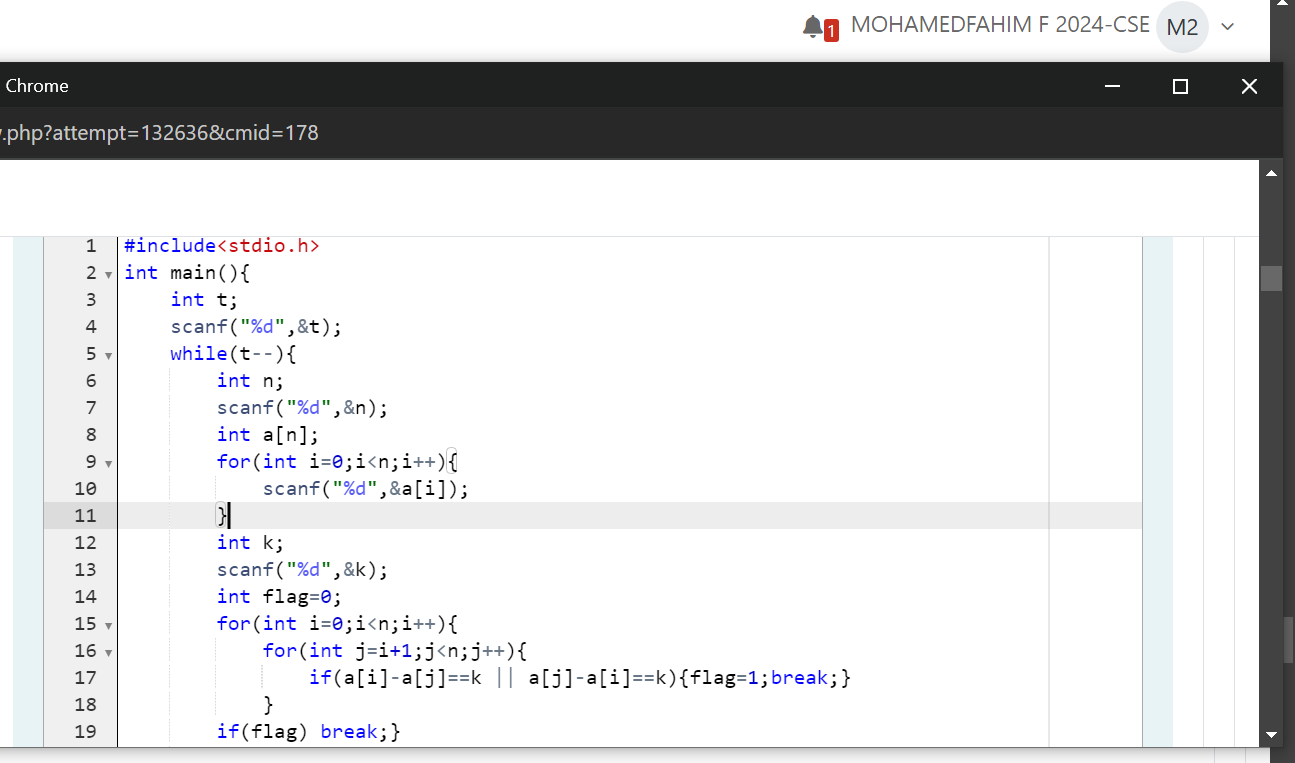 1 MOHAMEDFAHIM F 2024-CSE M2
Chrome
.php?attempt=132636&cmid=178
1 #include<stdio.h>
2 int main(){
3     int t;
4     scanf("%d",&t);
5     while(t--){
6         int n;
7         scanf("%d",&n);
8         int a[n];
9         for(int i=0;i<n;i++){
10             scanf("%d",&a[i]);
11         }
12         int k;
13         scanf("%d",&k);
14         int flag=0;
15         for(int i=0;i<n;i++){
16             for(int j=i+1;j<n;j++){
17                 if(a[i]-a[j]==k || a[j]-a[i]==k){flag=1;break;}
18             }
19         if(flag) break;}